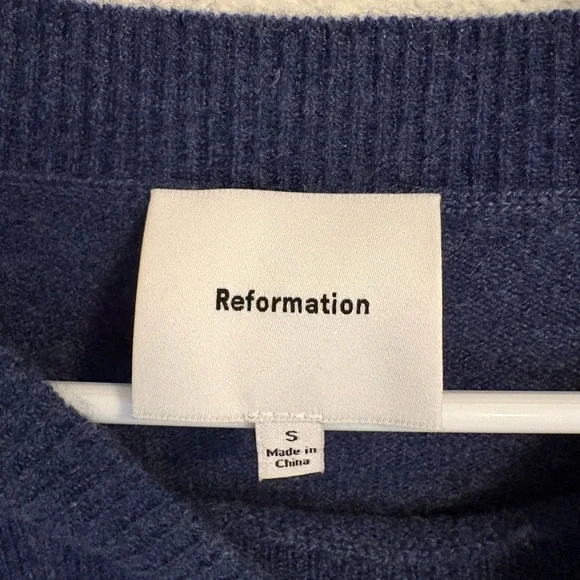 Reformation
S
Made in
China